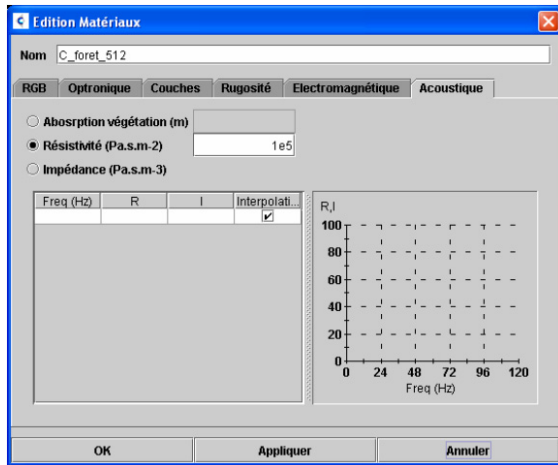 Edition Matériaux
Nom C_foret_512
RGB Optronique Couches Rugosité Electromagnétique Acoustique
Abosrption végétation (m)
Résistivité (Pa.s.m-2) 1e5
Impédance (Pa.s.m-3)
Freq (Hz) R I Interpolati...
R,I
100
80
60
40
20
0
0 24 48 72 96 120
Freq (Hz)
OK Appliquer Annuler